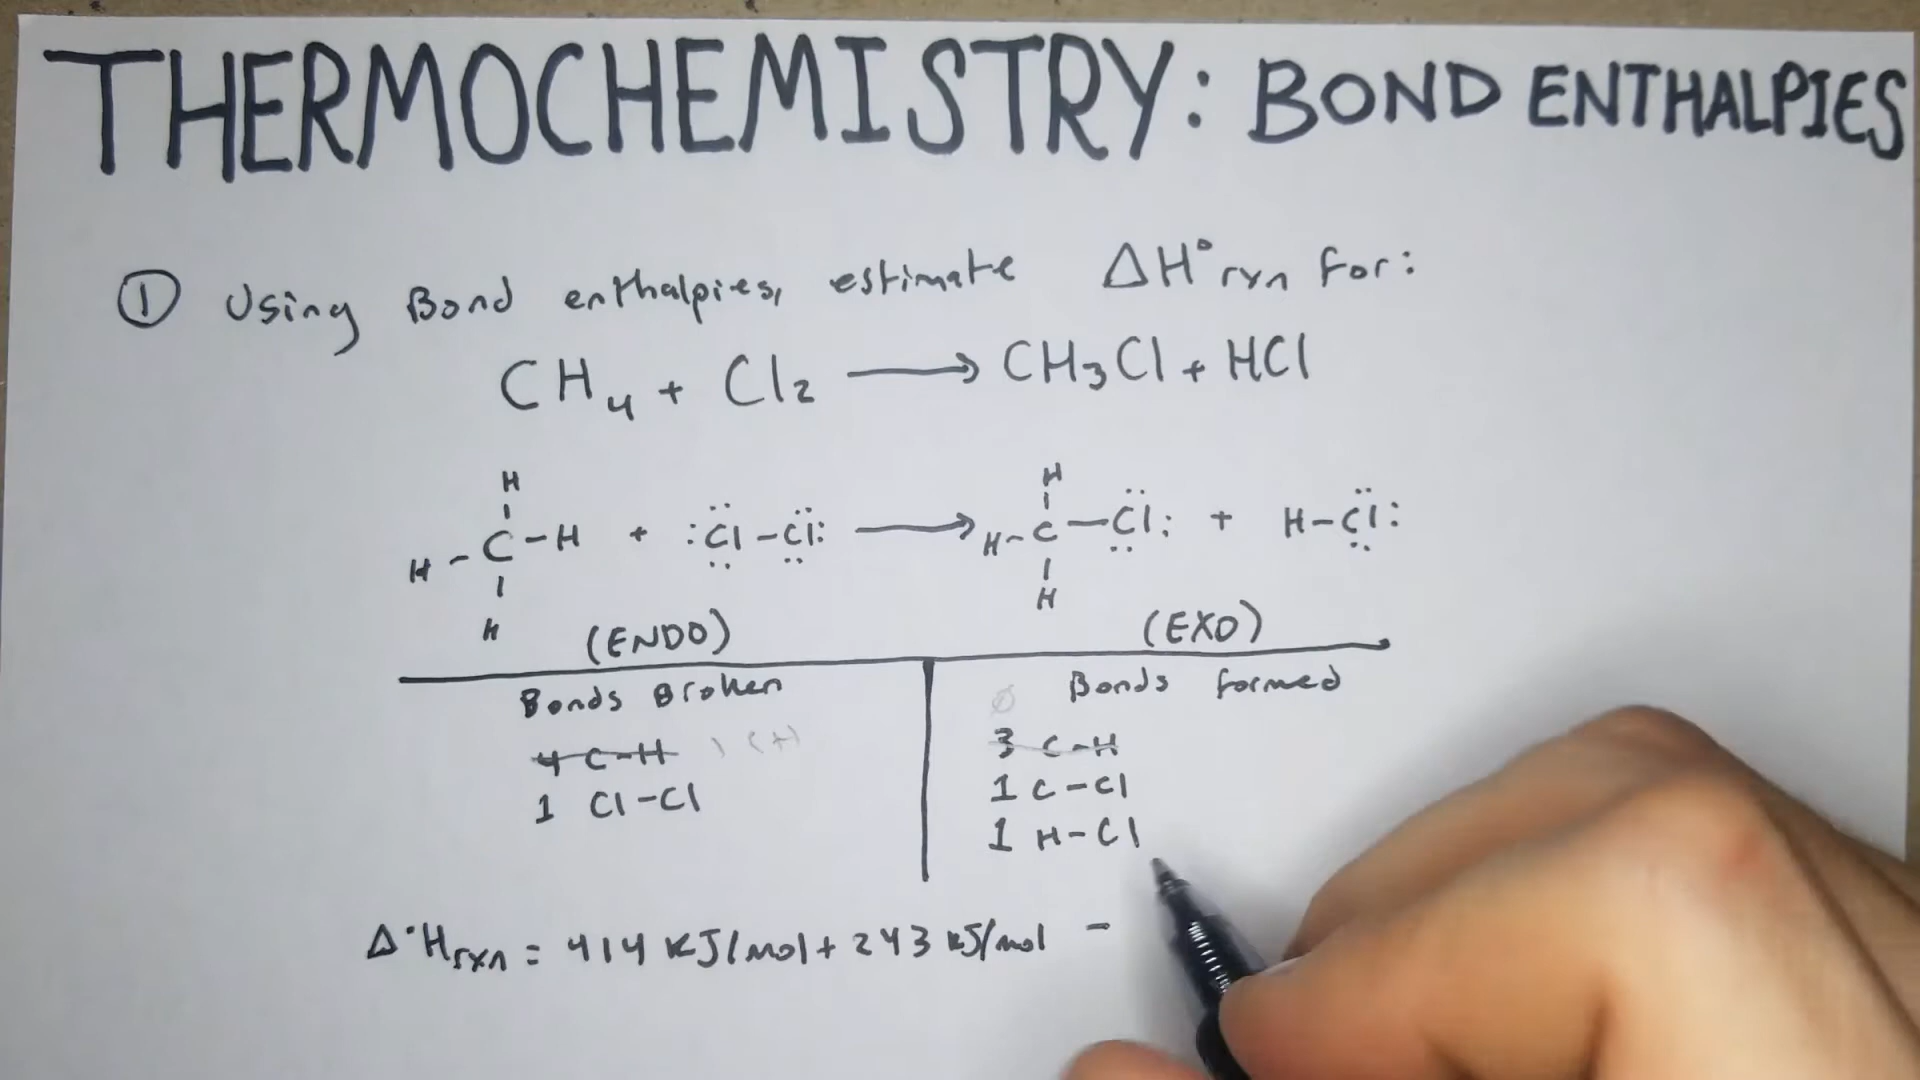 THERMOCHEMISTRY: BOND ENTHALPIES
① Using Bond enthalpies, estimate ΔH° rxn for:
CH₄ + Cl₂ ⟶ CH₃Cl + HCl
H H
H - C - H + :Cl - Cl: ⟶ H - C - Cl: + H - Cl:
H H
(ENDO) (EXO)
Bonds Broken Ø Bonds formed
4 C-H 1 CH 3 C-H
1 Cl-Cl 1 C-Cl
1 H-Cl
Δ°Hrxn = 414 KJ/mol + 243 kJ/mol -